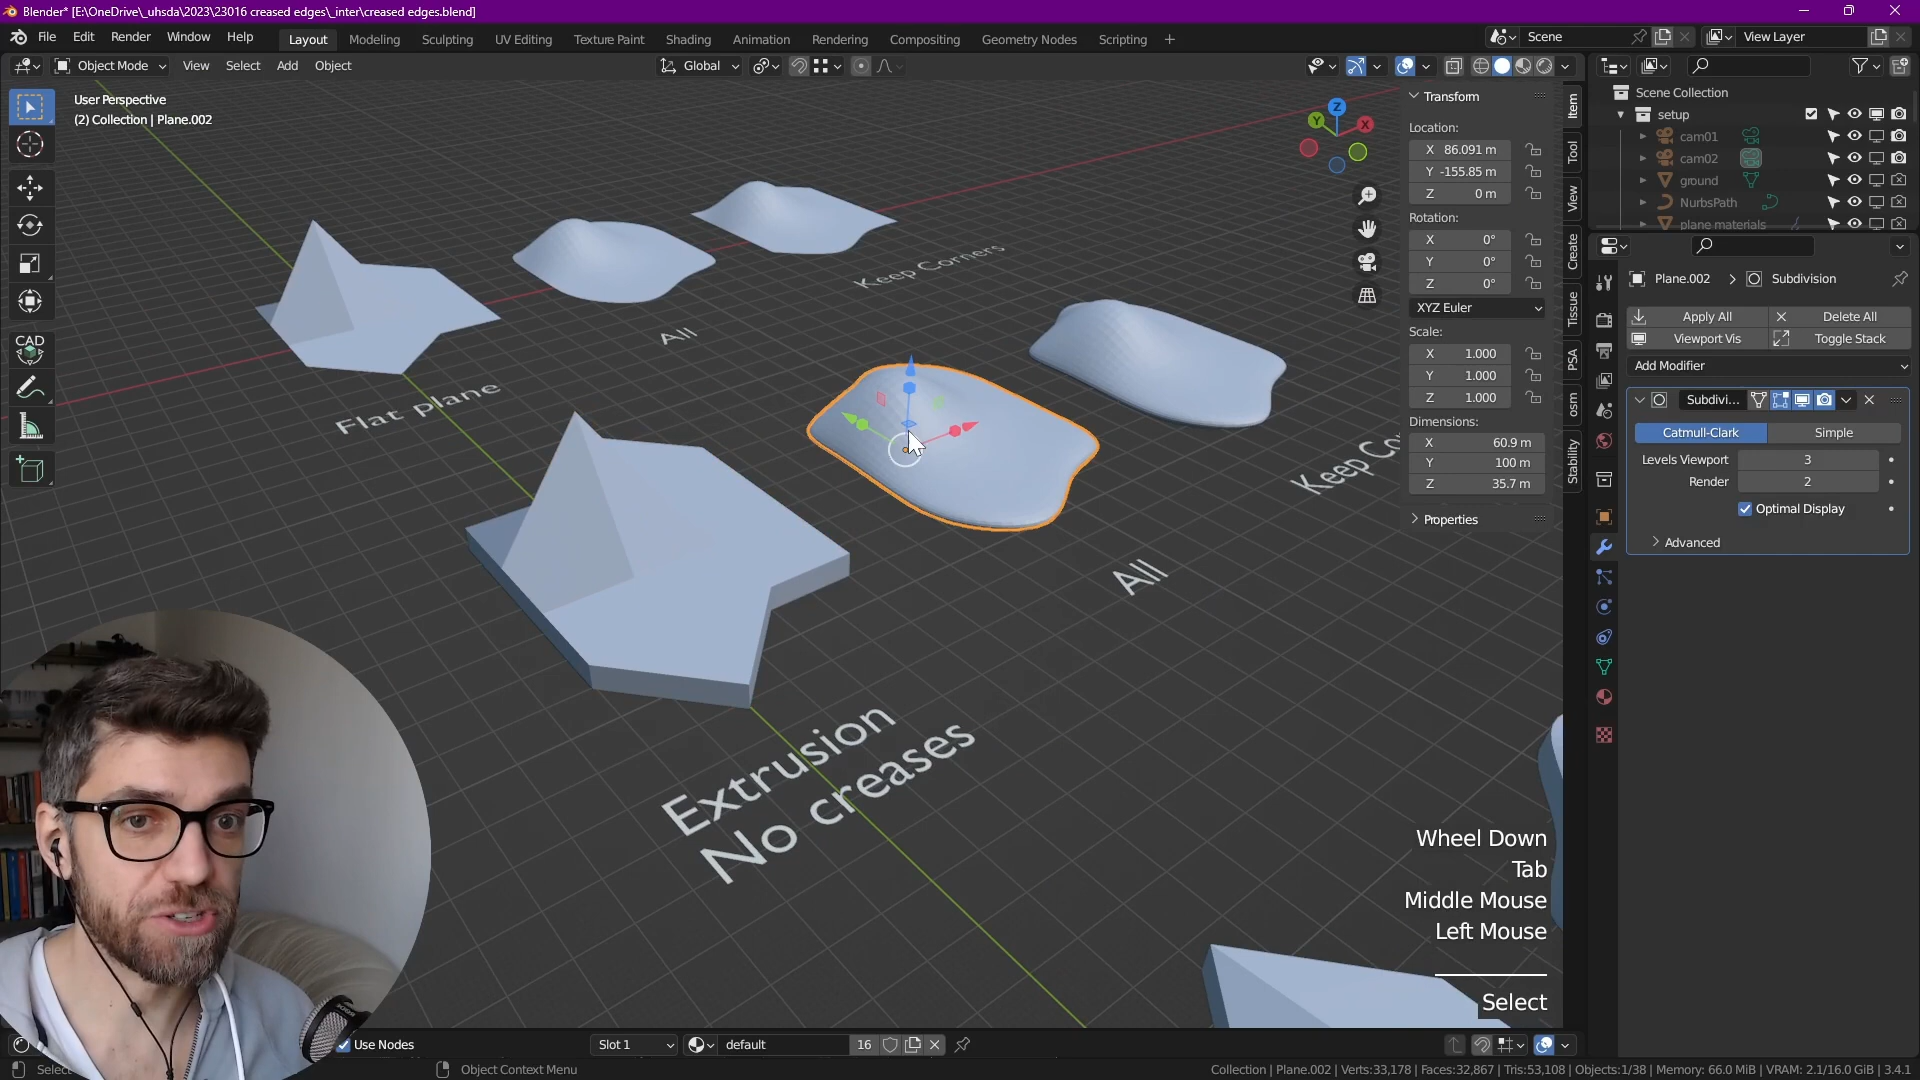 Blender* [E:\OneDrive\_uhsda\2023\23016 creased edges\_inter\creased edges.blend]
File Edit Render Window Help
Layout Modeling Sculpting UV Editing Texture Paint Shading Animation Rendering Compositing Geometry Nodes Scripting +
Scene
View Layer
Object Mode View Select Add Object
Global
User Perspective
(2) Collection | Plane.002
CAD
Z
Y
X
Flat Plane
All
Keep Corners
Extrusion
No creases
All
Keep Co
Wheel Down
Tab
Middle Mouse
Left Mouse
Select
Transform
Location:
X 86.091 m
Y -155.85 m
Z 0 m
Rotation:
X 0°
Y 0°
Z 0°
XYZ Euler
Scale:
X 1.000
Y 1.000
Z 1.000
Dimensions:
X 60.9 m
Y 100 m
Z 35.7 m
Properties
Item
Tool
View
Create
Tissue
PSA
osm
Stability
Scene Collection
setup
cam01
cam02
ground
NurbsPath
plane materials
Plane.002 > Subdivision
Apply All Delete All
Viewport Vis Toggle Stack
Add Modifier
Subdivi...
Catmull-Clark Simple
Levels Viewport 3
Render 2
Optimal Display
Advanced
Use Nodes
Slot 1
default
16
Select
Object Context Menu
Collection | Plane.002 | Verts:33,178 | Faces:32,867 | Tris:53,108 | Objects:1/38 | Memory: 66.0 MiB | VRAM: 2.1/16.0 GiB | 3.4.1